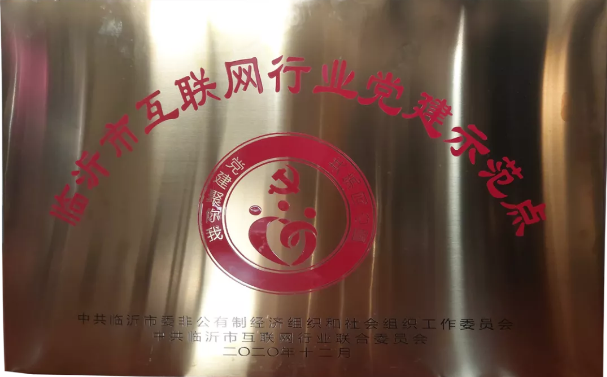 临沂市互联网行业党建示范点
党建
我
中共临沂市委非公有制经济组织和社会组织工作委员会
中共临沂市互联网行业联合委员会
二〇二〇年十二月